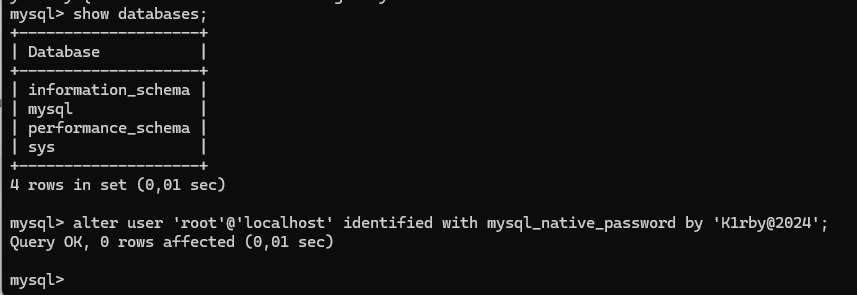 mysql> show databases;
+--------------------+
| Database           |
+--------------------+
| information_schema |
| mysql              |
| performance_schema |
| sys                |
+--------------------+
4 rows in set (0,01 sec)

mysql> alter user 'root'@'localhost' identified with mysql_native_password by 'K1rby@2024';
Query OK, 0 rows affected (0,01 sec)

mysql>